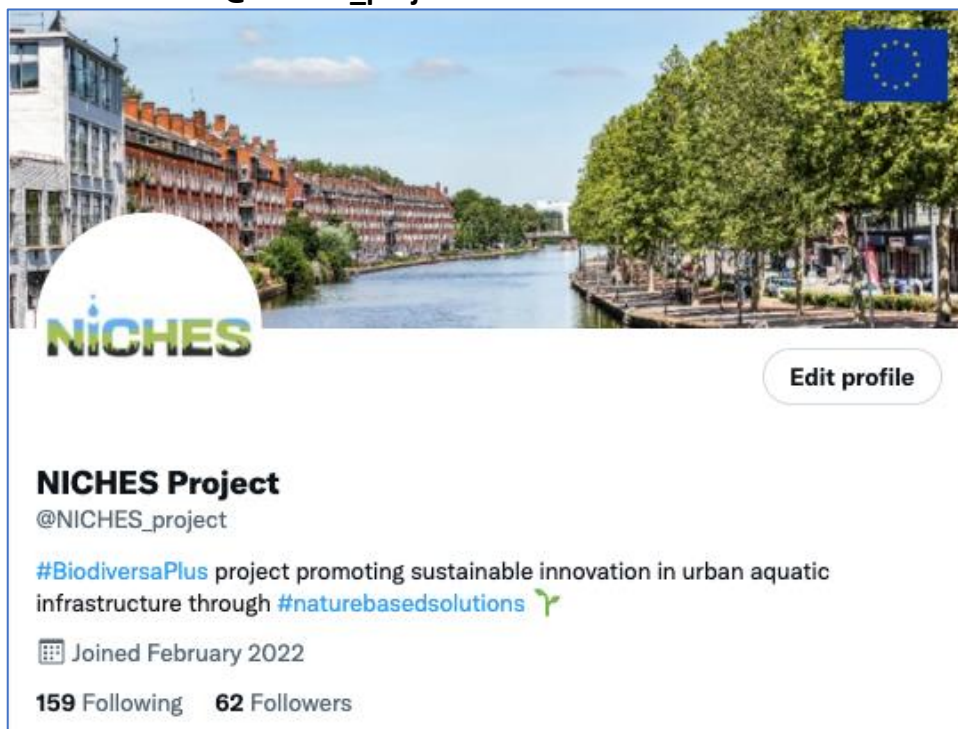 NiCHES
Edit profile
NICHES Project
@NICHES_project
#BiodiversaPlus project promoting sustainable innovation in urban aquatic
infrastructure through #naturebasedsolutions
Joined February 2022
159 Following 62 Followers